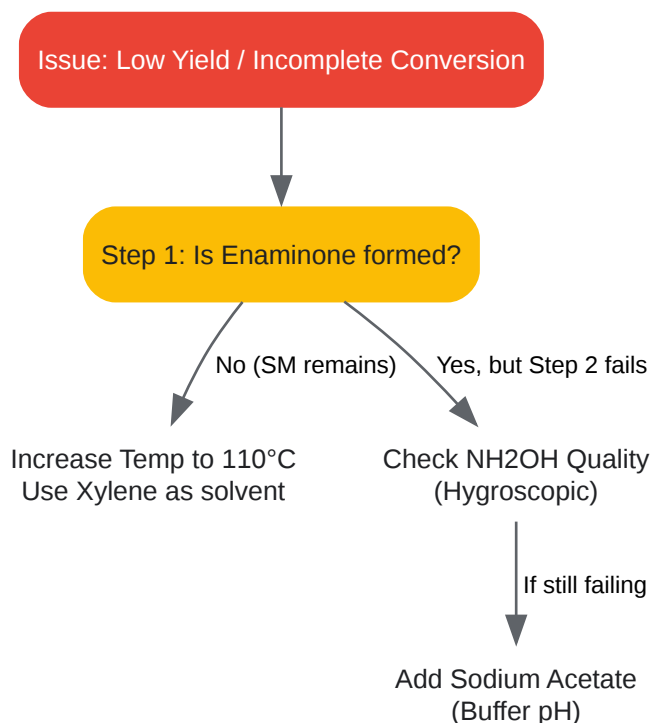 Issue: Low Yield / Incomplete Conversion
Step 1: Is Enaminone formed?
No (SM remains)
Yes, but Step 2 fails
Increase Temp to 110°C
Use Xylene as solvent
Check NH2OH Quality
(Hygroscopic)
If still failing
Add Sodium Acetate
(Buffer pH)